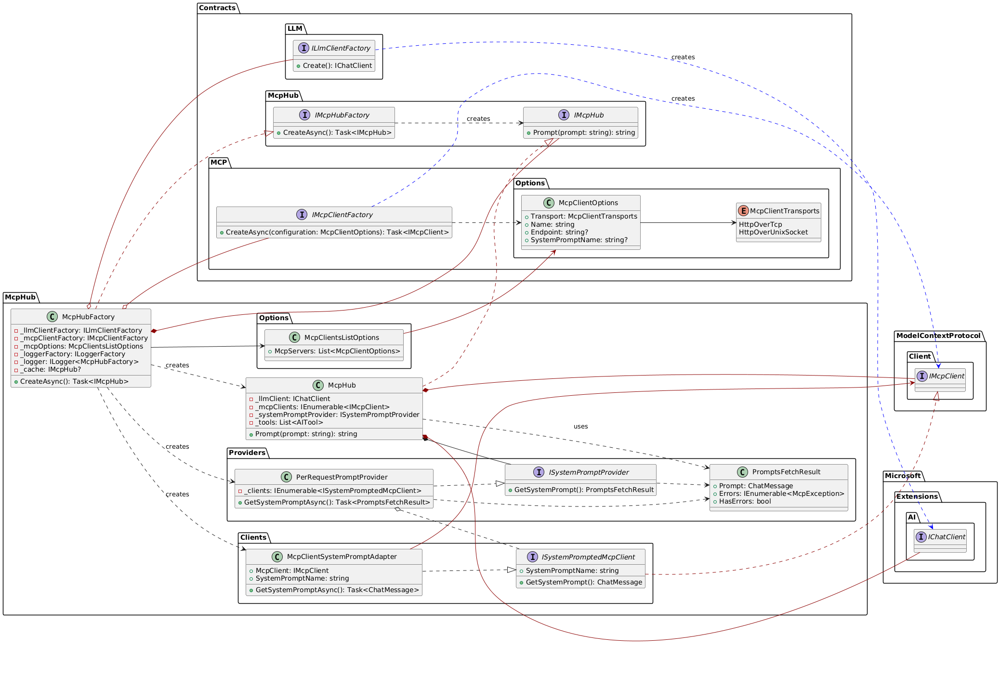 Contracts
LLM
I ILlmClientFactory
Create(): IChatClient
creates
McpHub
creates
I IMcpHubFactory
CreateAsync(): Task<IMcpHub>
creates
I IMcpHub
Prompt(prompt: string): string
MCP
Options
I IMcpClientFactory
CreateAsync(configuration: McpClientOptions): Task<IMcpClient>
C McpClientOptions
Transport: McpClientTransports
Name: string
Endpoint: string?
SystemPromptName: string?
E McpClientTransports
HttpOverTcp
HttpOverUnixSocket
McpHub
C McpHubFactory
_llmClientFactory: ILlmClientFactory
_mcpClientFactory: IMcpClientFactory
_mcpOptions: McpClientsListOptions
_loggerFactory: ILoggerFactory
_logger: ILogger<McpHubFactory>
_cache: IMcpHub?
CreateAsync(): Task<IMcpHub>
Options
C McpClientsListOptions
McpServers: List<McpClientOptions>
creates
C McpHub
_llmClient: IChatClient
_mcpClients: IEnumerable<IMcpClient>
_systemPromptProvider: ISystemPromptProvider
_tools: List<AITool>
Prompt(prompt: string): string
uses
ModelContextProtocol
Client
I IMcpClient
creates
Providers
C PerRequestPromptProvider
_clients: IEnumerable<ISystemPromptedMcpClient>
GetSystemPromptAsync(): Task<PromptsFetchResult>
I ISystemPromptProvider
GetSystemPrompt(): PromptsFetchResult
C PromptsFetchResult
Prompt: ChatMessage
Errors: IEnumerable<McpException>
HasErrors: bool
creates
Microsoft
Extensions
AI
I IChatClient
Clients
C McpClientSystemPromptAdapter
McpClient: IMcpClient
SystemPromptName: string
GetSystemPromptAsync(): Task<ChatMessage>
I ISystemPromptedMcpClient
SystemPromptName: string
GetSystemPrompt(): ChatMessage